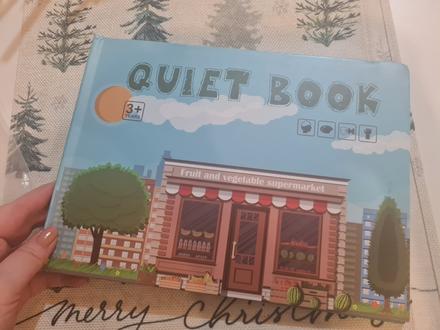 QUIET BOOK
3+
YEARS
Fruit and vegetable supermarket
merry Christmas